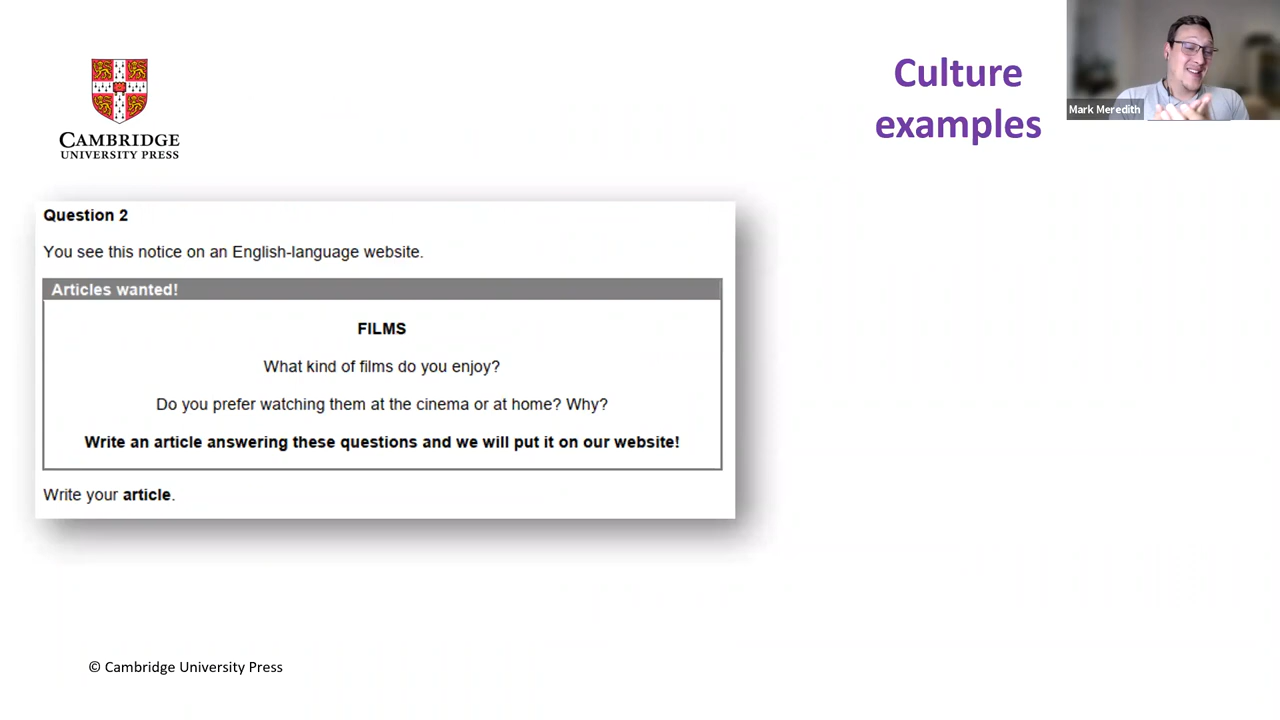 CAMBRIDGE
UNIVERSITY PRESS
Culture
examples
Mark Meredith
Question 2
You see this notice on an English-language website.
Articles wanted!
FILMS
What kind of films do you enjoy?
Do you prefer watching them at the cinema or at home? Why?
Write an article answering these questions and we will put it on our website!
Write your article.
© Cambridge University Press